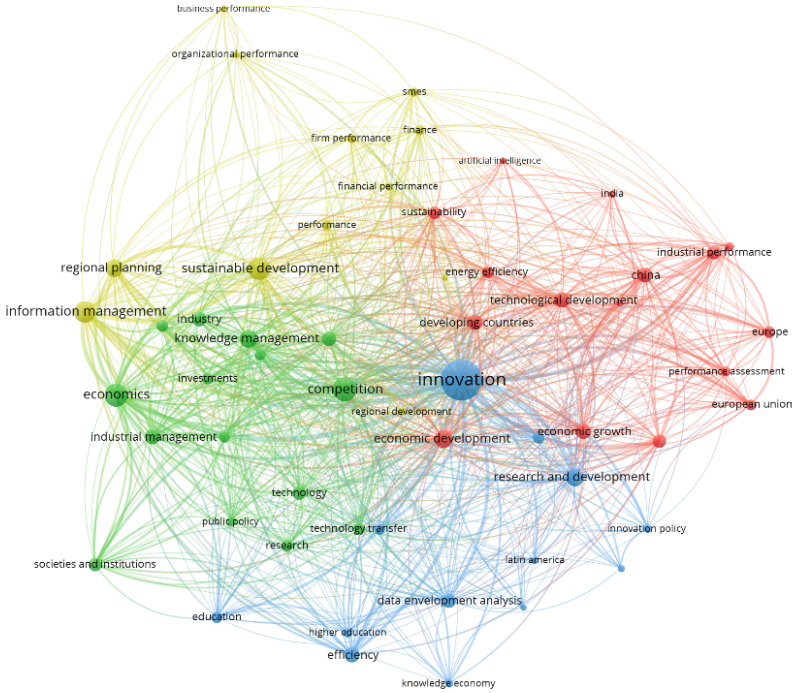 business performance
organizational performance
smes
finance
firm performance
artificial intelligence
financial performance
india
sustainability
performance
industrial performance
regional planning
sustainable development
energy efficiency
china
technological development
information management
industry
developing countries
europe
knowledge management
performance assessment
investments
innovation
economics
competition
european union
regional development
industrial management
economic development
economic growth
research and development
technology
public policy
technology transfer
innovation policy
research
latin america
societies and institutions
data envelopment analysis
education
higher education
efficiency
knowledge economy